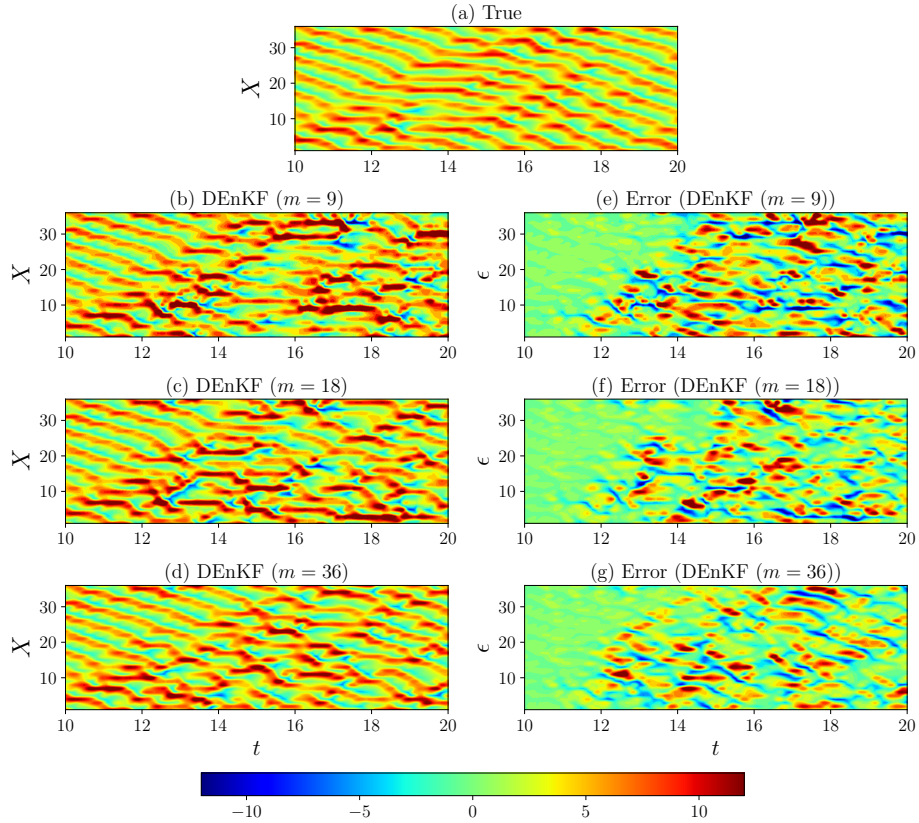 (a) True
30
20
10
X
10 12 14 16 18 20
(b) DEnKF (m = 9) (e) Error (DEnKF (m = 9))
30 30
20 20
10 10
X ϵ
10 12 14 16 18 20 10 12 14 16 18 20
(c) DEnKF (m = 18) (f) Error (DEnKF (m = 18))
30 30
20 20
10 10
X ϵ
10 12 14 16 18 20 10 12 14 16 18 20
(d) DEnKF (m = 36) (g) Error (DEnKF (m = 36))
30 30
20 20
10 10
X ϵ
10 12 14 16 18 20 10 12 14 16 18 20
t t
−10 −5 0 5 10